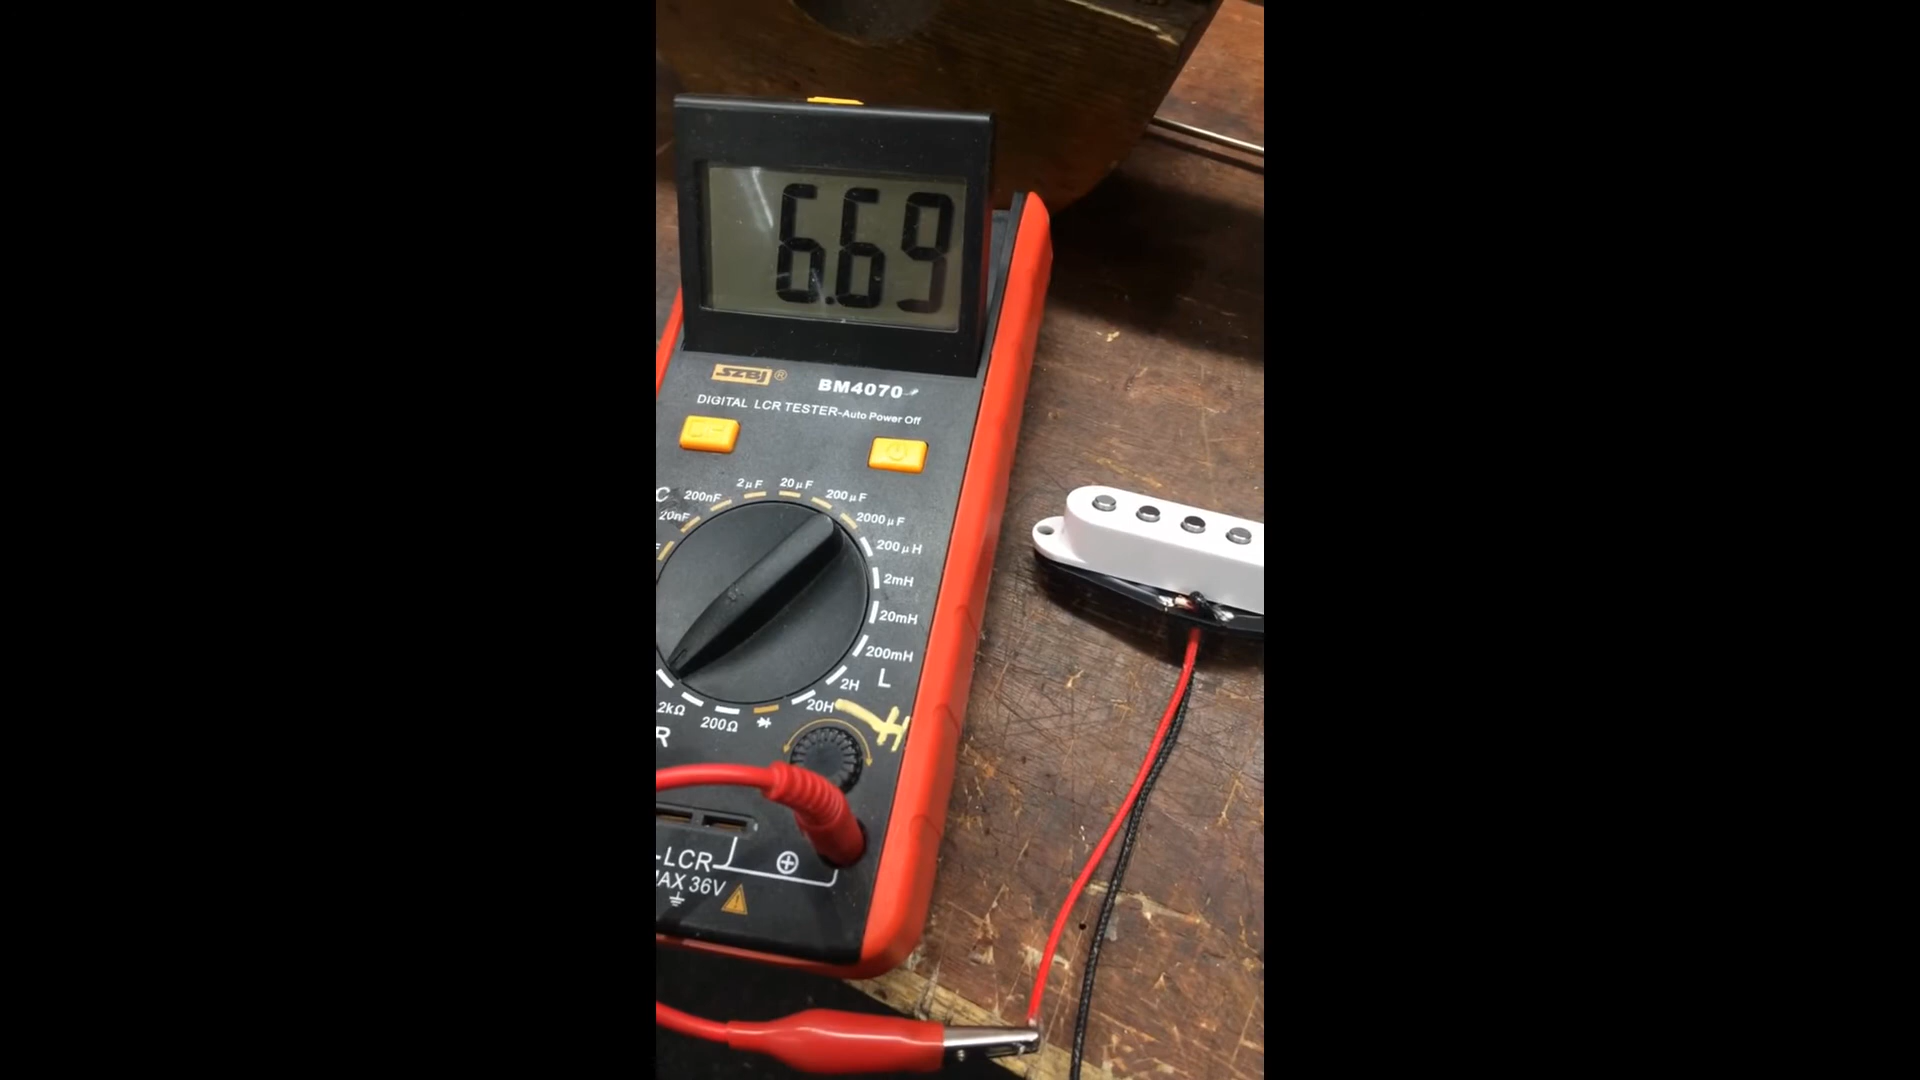 6.69
SZBJ®
BM4070
DIGITAL LCR TESTER-Auto Power Off
C 200nF 2μF 20μF 200μF
20nF 2000μF
200μH
2mH
20mH
200mH
2H L
2kΩ 200Ω 20H
R
-LCR
MAX 36V